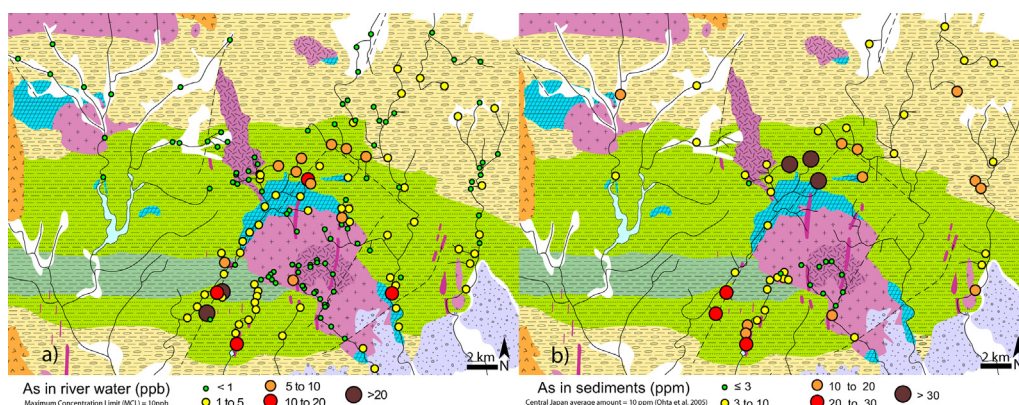 a)
2 km
N
b)
2 km
N
As in river water (ppb)
Maximum Concentration Limit (MCL) = 10ppb
< 1
1 to 5
5 to 10
10 to 20
>20
As in sediments (ppm)
Central Japan average amount = 10 ppm (Ohta et al. 2005)
≤ 3
3 to 10
10 to 20
20 to 30
> 30